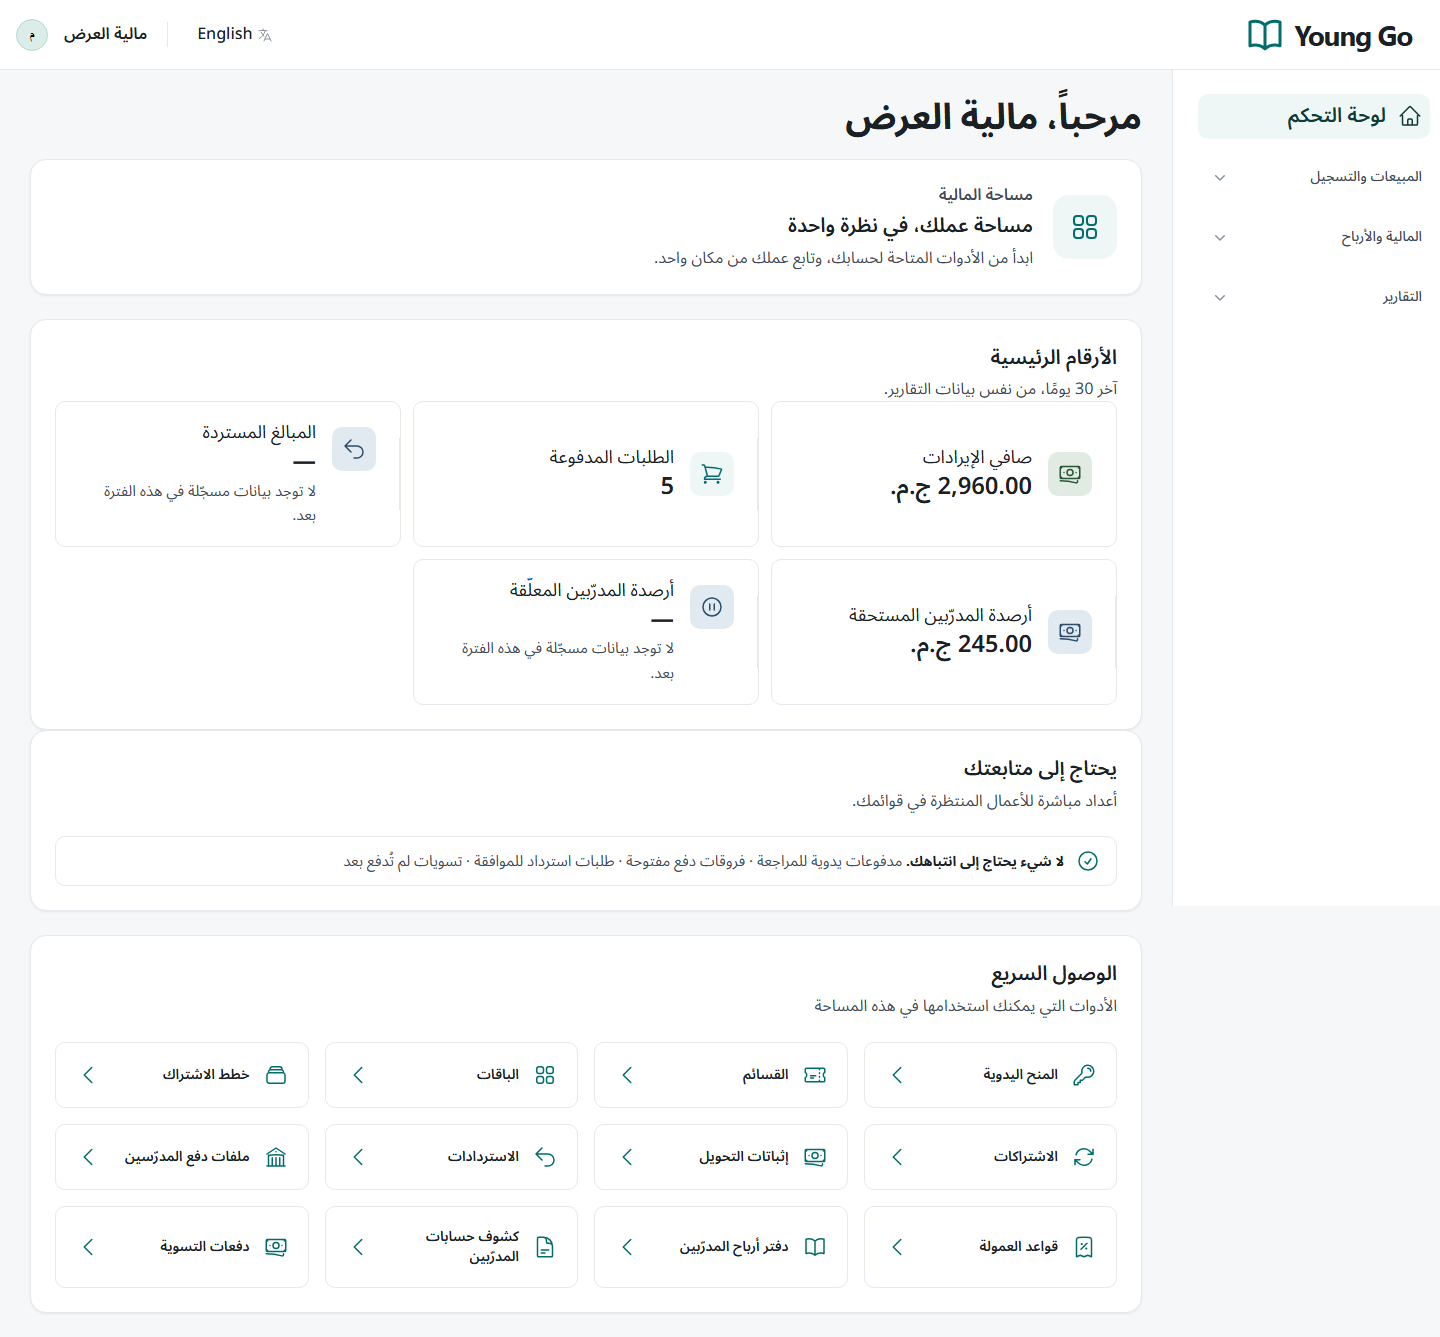 Young Go
English
مالية العرض
م
لوحة التحكم
المبيعات والتسجيل
المالية والأرباح
التقارير
مرحباً، مالية العرض
مساحة المالية
مساحة عملك، في نظرة واحدة
ابدأ من الأدوات المتاحة لحسابك، وتابع عملك من مكان واحد.
الأرقام الرئيسية
آخر 30 يومًا، من نفس بيانات التقارير.
صافي الإيرادات
2,960.00 ج.م.
الطلبات المدفوعة
5
المبالغ المستردة
—
لا توجد بيانات مسجّلة في هذه الفترة
بعد.
أرصدة المدرّبين المستحقة
245.00 ج.م.
أرصدة المدرّبين المعلّقة
—
لا توجد بيانات مسجّلة في هذه الفترة
بعد.
يحتاج إلى متابعتك
أعداد مباشرة للأعمال المنتظرة في قوائمك.
لا شيء يحتاج إلى انتباهك. مدفوعات يدوية للمراجعة · فروقات دفع مفتوحة · طلبات استرداد للموافقة · تسويات لم تُدفع بعد
الوصول السريع
الأدوات التي يمكنك استخدامها في هذه المساحة
المنح اليدوية
القسائم
الباقات
خطط الاشتراك
الاشتراكات
إثباتات التحويل
الاستردادات
ملفات دفع المدرّسين
قواعد العمولة
دفتر أرباح المدرّبين
كشوف حسابات
المدرّبين
دفعات التسوية